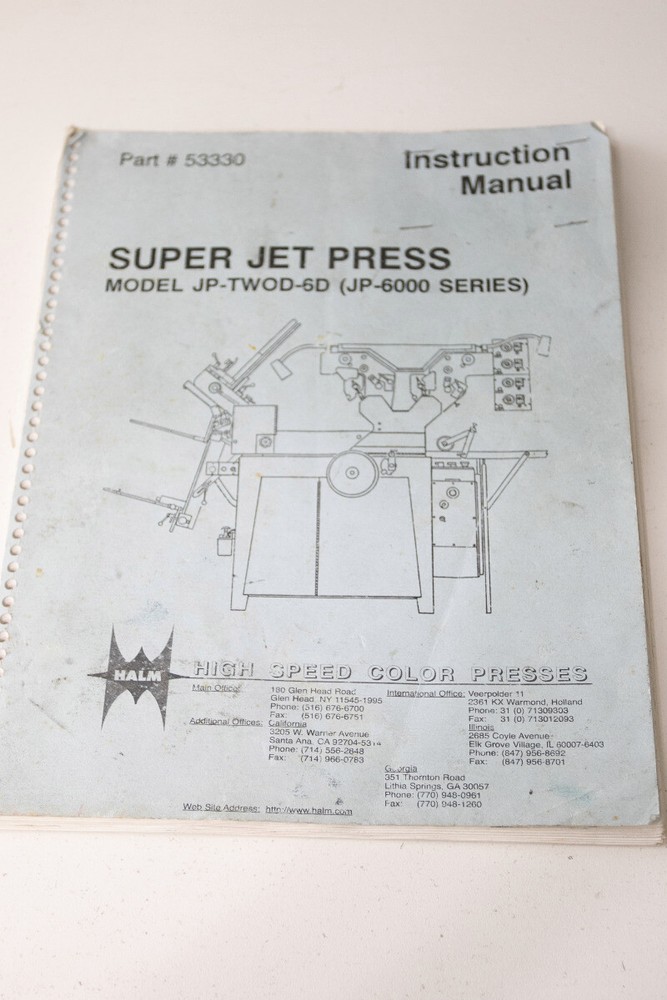 Part # 53330
Instruction
Manual
SUPER JET PRESS
MODEL JP-TWOD-6D (JP-6000 SERIES)
HALM
HIGH SPEED COLOR PRESSES
Main Office:
190 Glen Head Road
Glen Head, NY 11545-1995
Phone: (516) 676-6700
Fax: (516) 676-6751
Additional Offices:
California
3205 W. Warner Avenue
Santa Ana, CA 92704-5314
Phone: (714) 556-2848
Fax: (714) 966-0783
International Office:
Veerpolder 11
2361 KX Warmond, Holland
Phone: 31 (0) 71309303
Fax: 31 (0) 713012093
Illinois
2685 Coyle Avenue
Elk Grove Village, IL 60007-6403
Phone: (847) 956-8692
Fax: (847) 956-8701
Georgia
351 Thornton Road
Lithia Springs, GA 30057
Phone: (770) 948-0961
Fax: (770) 948-1260
Web Site Address: http://www.halm.com